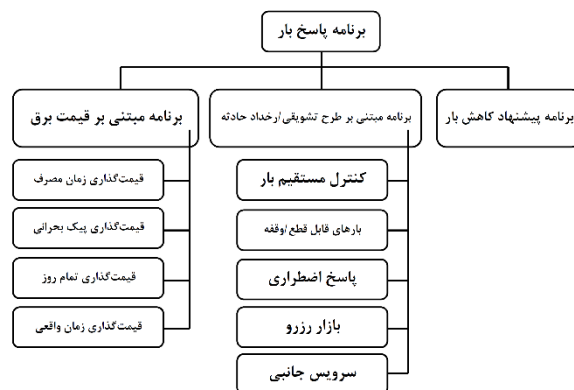 برنامه پاسخ بار
برنامه پیشنهاد کاهش بار
برنامه مبتنی بر طرح تشویقی/رخداد حادثه
کنترل مستقیم بار
بارهای قابل قطع/وقفه
پاسخ اضطراری
بازار رزرو
سرویس جانبی
برنامه مبتنی بر قیمت برق
قیمت‌گذاری زمان مصرف
قیمت‌گذاری پیک بحرانی
قیمت‌گذاری تمام روز
قیمت‌گذاری زمان واقعی